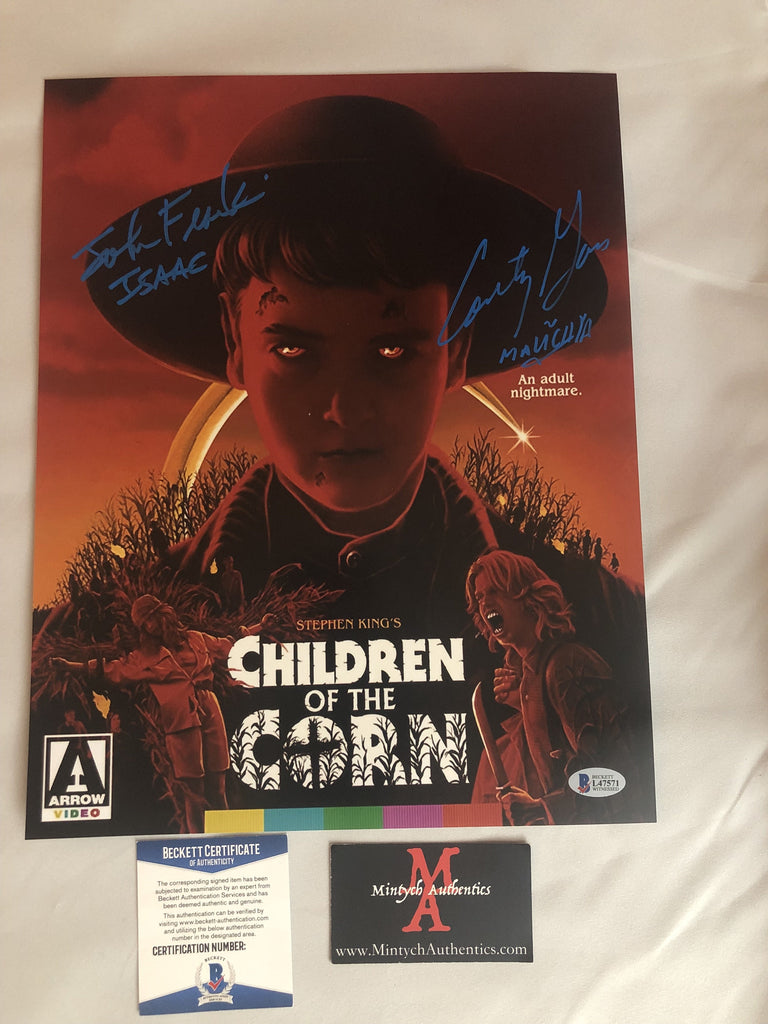 John Frankli
ISAAC
Courtney Gains
MALICHIA
An adult
nightmare.
STEPHEN KING'S
CHILDREN
OF THE
CORN
A
ARROW
VIDEO
BECKETT
B
L47571
WITNESSED
BECKETT CERTIFICATE
OF AUTHENTICITY
The corresponding signed item has been
subjected to examination by an expert from
Beckett Authentication Services and has
been deemed authentic and genuine.
This authentication can be verified by
visiting www.beckett-authentication.com
and utilizing the below authentication
number in the designated area.
CERTIFICATION NUMBER:
BECKETT
B
MA
Mintych Authentics
www.MintychAuthentics.com